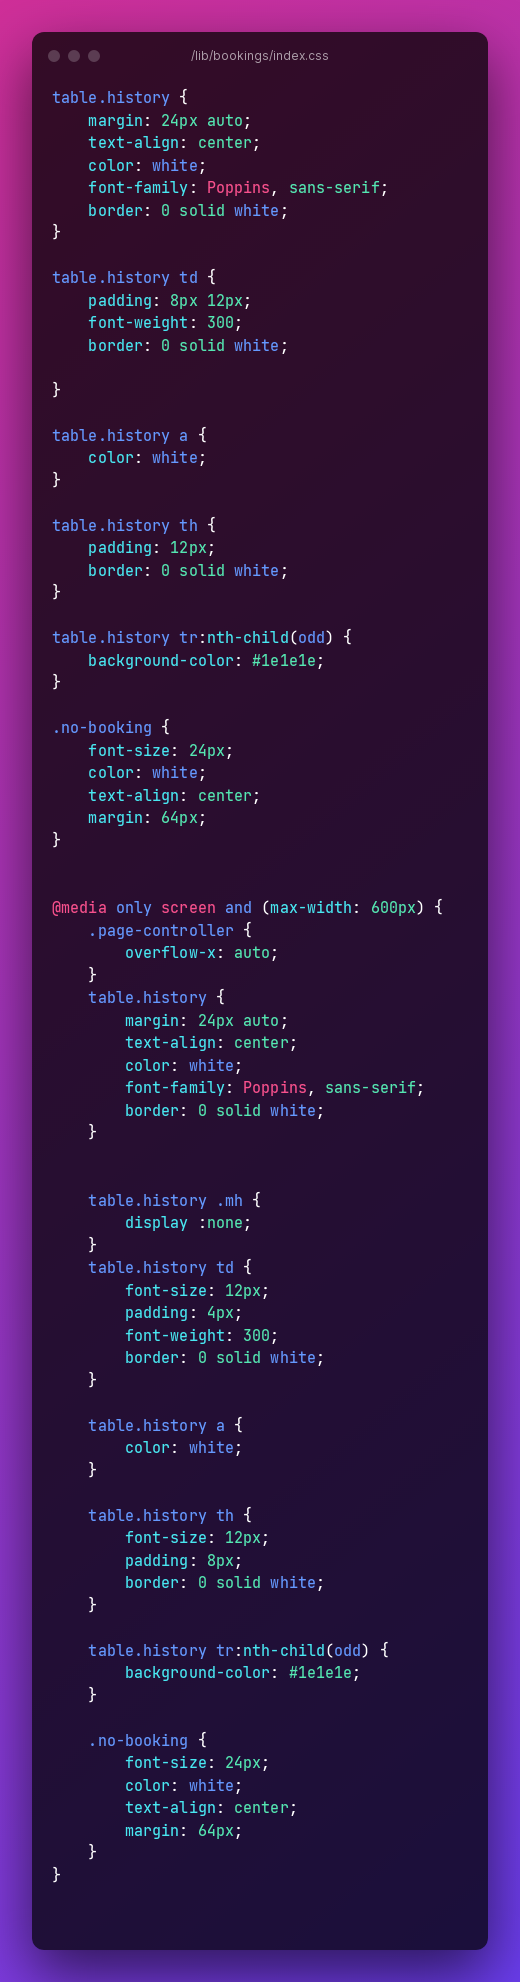 /lib/bookings/index.css
table.history {
    margin: 24px auto;
    text-align: center;
    color: white;
    font-family: Poppins, sans-serif;
    border: 0 solid white;
}

table.history td {
    padding: 8px 12px;
    font-weight: 300;
    border: 0 solid white;

}

table.history a {
    color: white;
}

table.history th {
    padding: 12px;
    border: 0 solid white;
}

table.history tr:nth-child(odd) {
    background-color: #1e1e1e;
}

.no-booking {
    font-size: 24px;
    color: white;
    text-align: center;
    margin: 64px;
}


@media only screen and (max-width: 600px) {
    .page-controller {
        overflow-x: auto;
    }
    table.history {
        margin: 24px auto;
        text-align: center;
        color: white;
        font-family: Poppins, sans-serif;
        border: 0 solid white;
    }


    table.history .mh {
        display :none;
    }
    table.history td {
        font-size: 12px;
        padding: 4px;
        font-weight: 300;
        border: 0 solid white;
    }

    table.history a {
        color: white;
    }

    table.history th {
        font-size: 12px;
        padding: 8px;
        border: 0 solid white;
    }

    table.history tr:nth-child(odd) {
        background-color: #1e1e1e;
    }

    .no-booking {
        font-size: 24px;
        color: white;
        text-align: center;
        margin: 64px;
    }
}